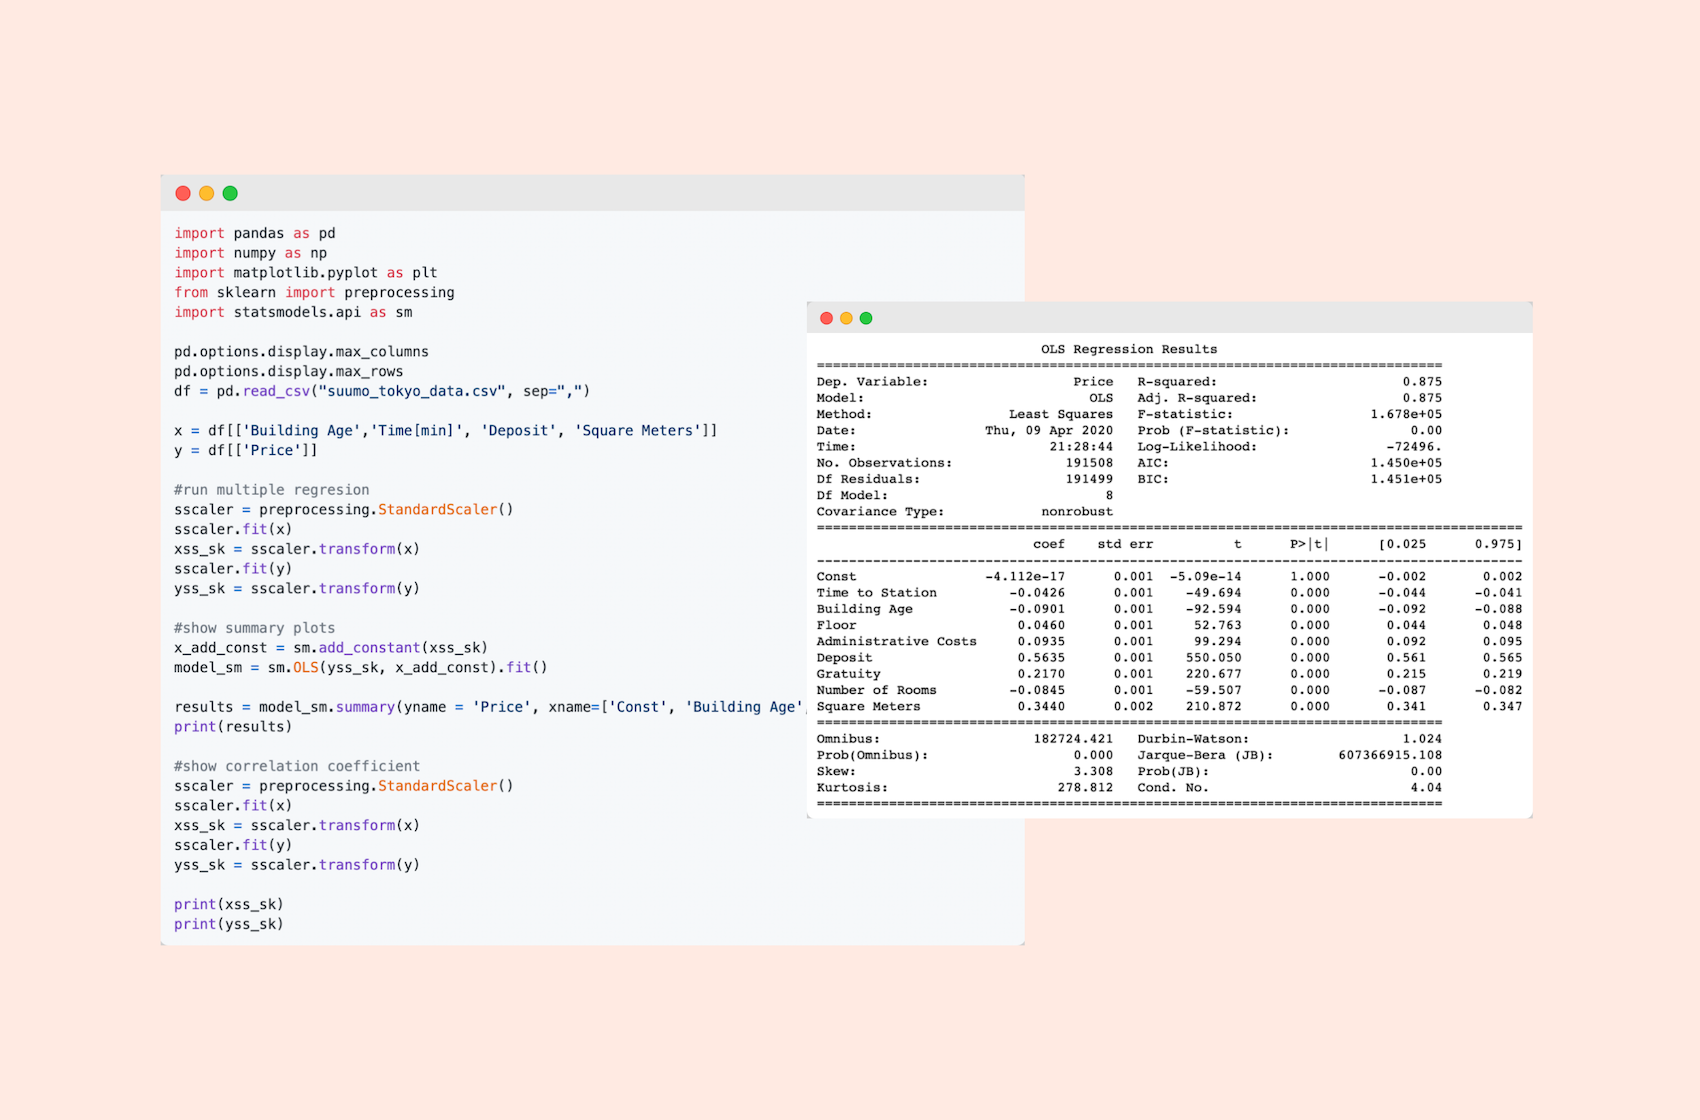 import pandas as pd
import numpy as np
import matplotlib.pyplot as plt
from sklearn import preprocessing
import statsmodels.api as sm
pd.options.display.max_columns
pd.options.display.max_rows
df = pd.read_csv("suumo_tokyo_data.csv", sep=",")
x = df[['Building Age','Time[min]', 'Deposit', 'Square Meters']]
y = df[['Price']]
#run multiple regresion
sscaler = preprocessing.StandardScaler()
sscaler.fit(x)
xss_sk = sscaler.transform(x)
sscaler.fit(y)
yss_sk = sscaler.transform(y)
#show summary plots
x_add_const = sm.add_constant(xss_sk)
model_sm = sm.OLS(yss_sk, x_add_const).fit()
results = model_sm.summary(yname = 'Price', xname=['Const', 'Building Age',
print(results)
#show correlation coefficient
sscaler = preprocessing.StandardScaler()
sscaler.fit(x)
xss_sk = sscaler.transform(x)
sscaler.fit(y)
yss_sk = sscaler.transform(y)
print(xss_sk)
print(yss_sk)
OLS Regression Results
==============================================================================
Dep. Variable: Price R-squared: 0.875
Model: OLS Adj. R-squared: 0.875
Method: Least Squares F-statistic: 1.678e+05
Date: Thu, 09 Apr 2020 Prob (F-statistic): 0.00
Time: 21:28:44 Log-Likelihood: -72496.
No. Observations: 191508 AIC: 1.450e+05
Df Residuals: 191499 BIC: 1.451e+05
Df Model: 8
Covariance Type: nonrobust
========================================================================================
coef std err t P>|t| [0.025 0.975]
----------------------------------------------------------------------------------------
Const -4.112e-17 0.001 -5.09e-14 1.000 -0.002 0.002
Time to Station -0.0426 0.001 -49.694 0.000 -0.044 -0.041
Building Age -0.0901 0.001 -92.594 0.000 -0.092 -0.088
Floor 0.0460 0.001 52.763 0.000 0.044 0.048
Administrative Costs 0.0935 0.001 99.294 0.000 0.092 0.095
Deposit 0.5635 0.001 550.050 0.000 0.561 0.565
Gratuity 0.2170 0.001 220.677 0.000 0.215 0.219
Number of Rooms -0.0845 0.001 -59.507 0.000 -0.087 -0.082
Square Meters 0.3440 0.002 210.872 0.000 0.341 0.347
==============================================================================
Omnibus: 182724.421 Durbin-Watson: 1.024
Prob(Omnibus): 0.000 Jarque-Bera (JB): 607366915.108
Skew: 3.308 Prob(JB): 0.00
Kurtosis: 278.812 Cond. No. 4.04
==============================================================================